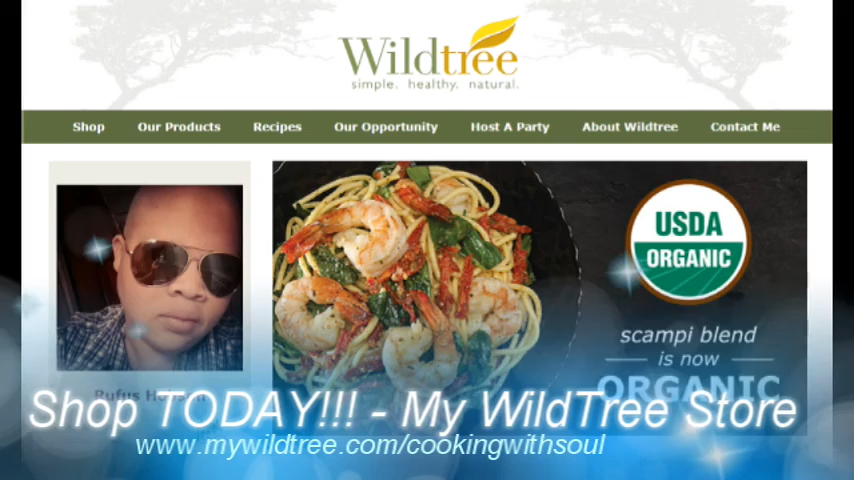 Wildtree
simple. healthy. natural.
Shop Our Products Recipes Our Opportunity Host A Party About Wildtree Contact Me
USDA
ORGANIC
scampi blend
is now
ORGANIC
Rufus
Shop TODAY!!! - My WildTree Store
www.mywildtree.com/cookingwithsoul